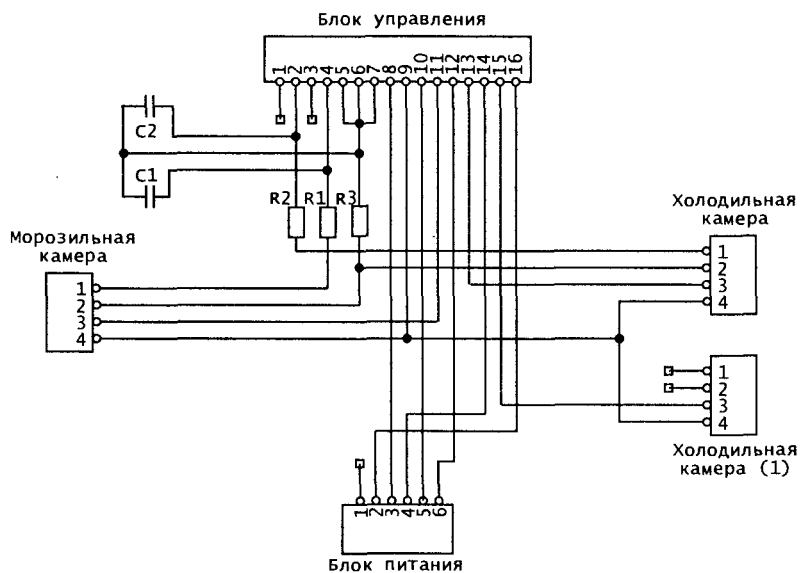 Блок управления
1 2 3 4 5 6 7 8 9 10 11 12 13 14 15 16
C2
C1
R2 R1 R3
Холодильная
камера
1
2
3
4
Морозильная
камера
1
2
3
4
1
2
3
4
Холодильная
камера (1)
1 2 3 4 5 6
Блок питания